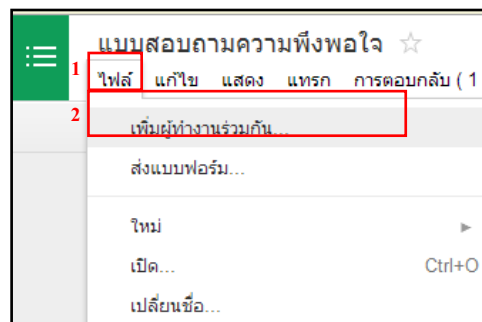 แบบสอบถามความพึงพอใจ
1 ไฟล์ แก้ไข แสดง แทรก การตอบกลับ ( 1
2
เพิ่มผู้ทำงานร่วมกัน...
ส่งแบบฟอร์ม...
ใหม่
เปิด... Ctrl+O
เปลี่ยนชื่อ...